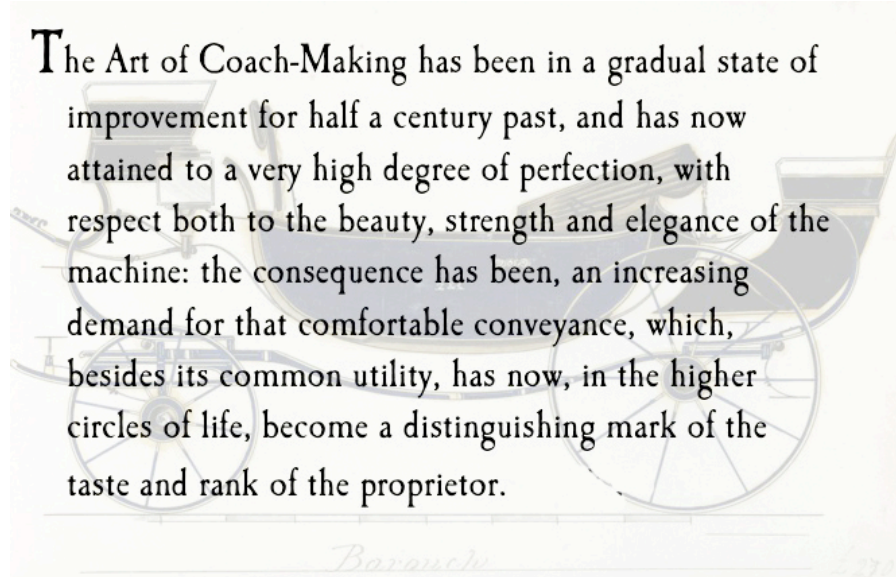 The Art of Coach-Making has been in a gradual state of
improvement for half a century past, and has now
attained to a very high degree of perfection, with
respect both to the beauty, strength and elegance of the
machine: the consequence has been, an increasing
demand for that comfortable conveyance, which,
besides its common utility, has now, in the higher
circles of life, become a distinguishing mark of the
taste and rank of the proprietor.
Barouche